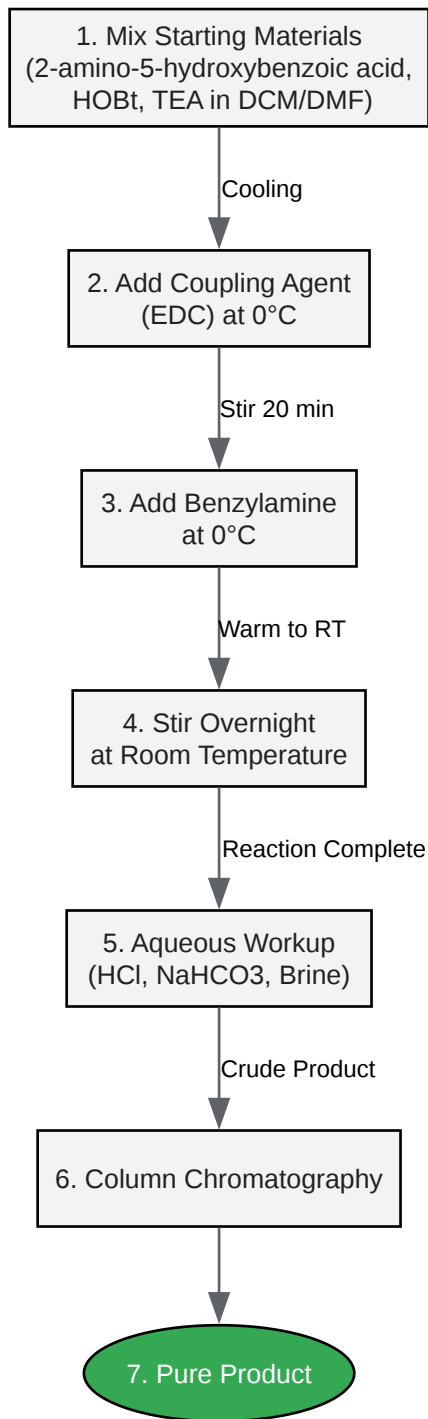 1. Mix Starting Materials
(2-amino-5-hydroxybenzoic acid,
HOBt, TEA in DCM/DMF)
Cooling
2. Add Coupling Agent
(EDC) at 0°C
Stir 20 min
3. Add Benzylamine
at 0°C
Warm to RT
4. Stir Overnight
at Room Temperature
Reaction Complete
5. Aqueous Workup
(HCl, NaHCO3, Brine)
Crude Product
6. Column Chromatography
7. Pure Product